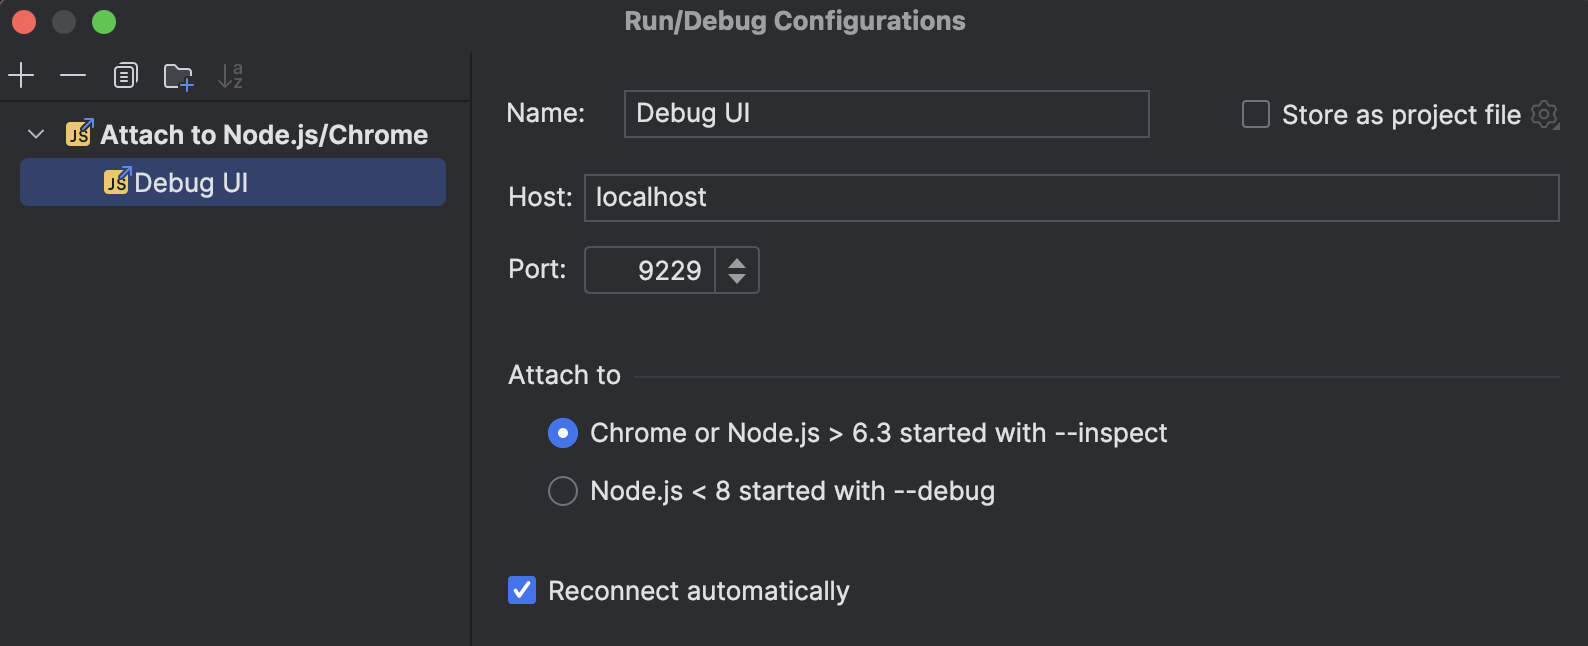 Run/Debug Configurations
a
z
JS Attach to Node.js/Chrome
JS Debug UI
Name: Debug UI
Store as project file
Host: localhost
Port: 9229
Attach to
Chrome or Node.js > 6.3 started with --inspect
Node.js < 8 started with --debug
Reconnect automatically